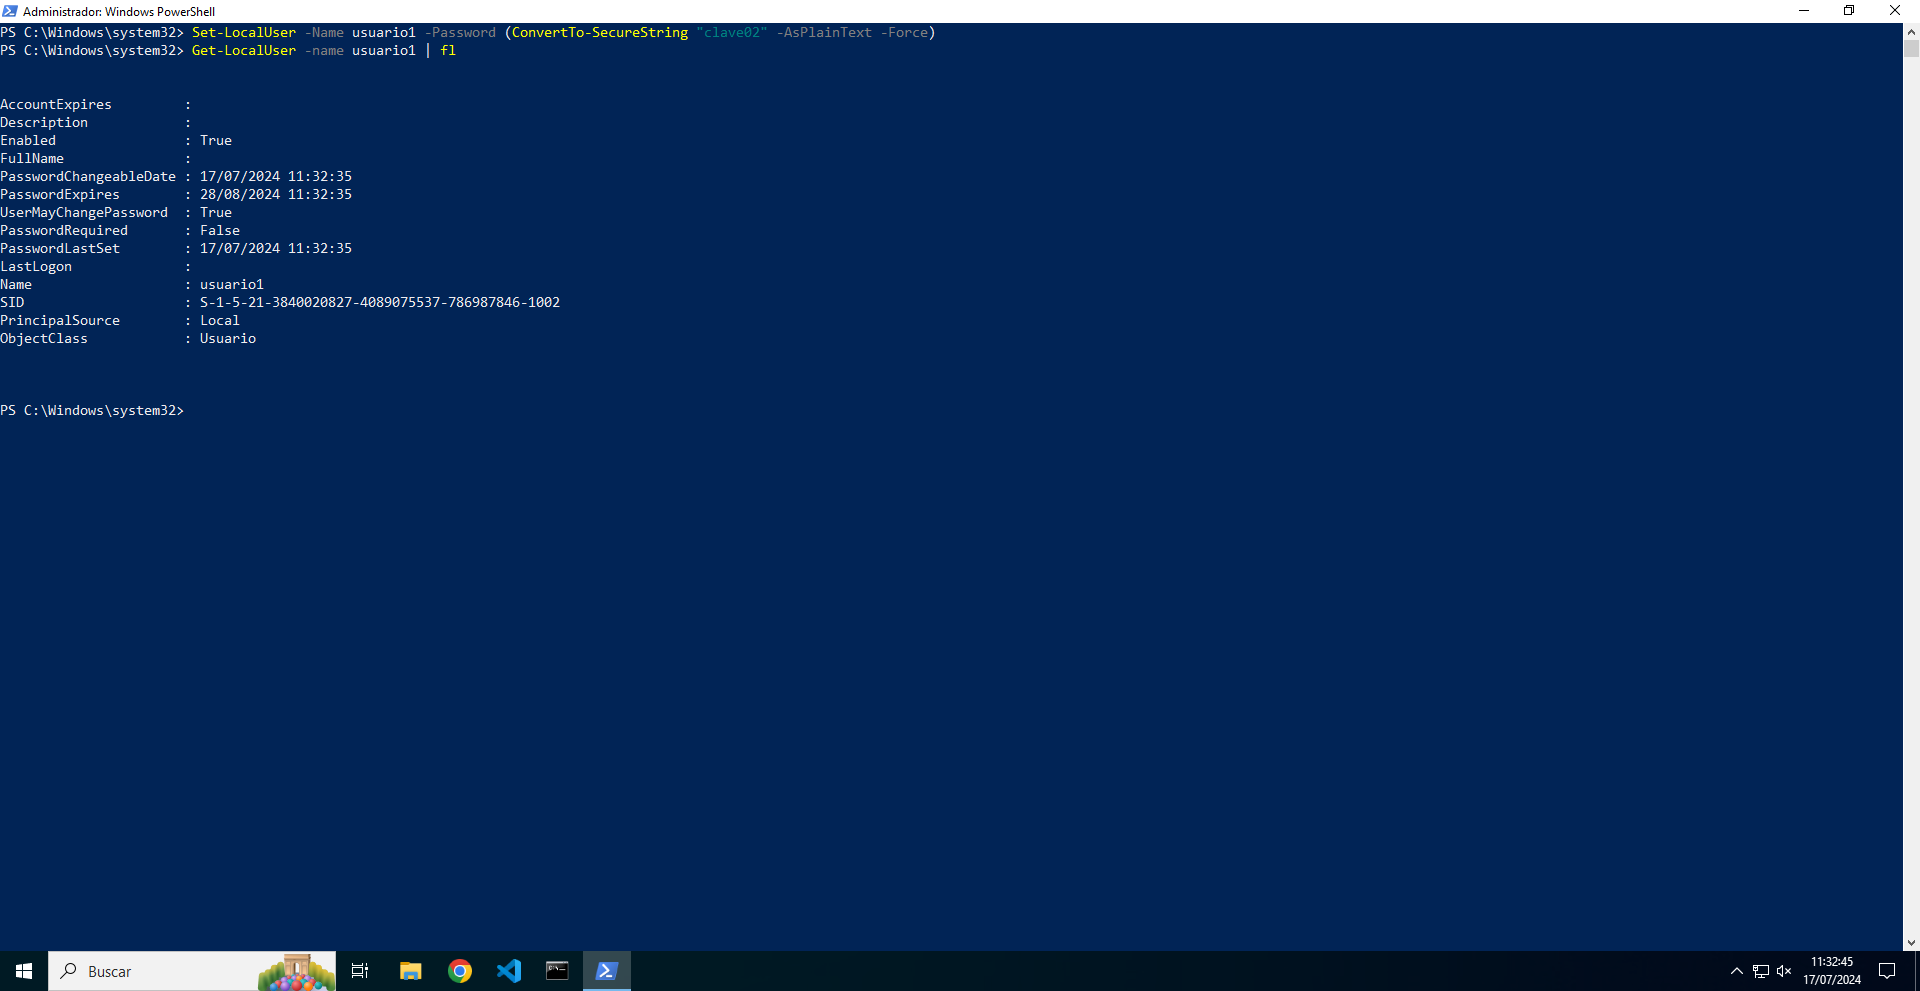 Administrador: Windows PowerShell
PS C:\Windows\system32> Set-LocalUser -Name usuario1 -Password (ConvertTo-SecureString "clave02" -AsPlainText -Force)
PS C:\Windows\system32> Get-LocalUser -name usuario1 | fl
AccountExpires         :
Description            :
Enabled                : True
FullName               :
PasswordChangeableDate : 17/07/2024 11:32:35
PasswordExpires        : 28/08/2024 11:32:35
UserMayChangePassword  : True
PasswordRequired       : False
PasswordLastSet        : 17/07/2024 11:32:35
LastLogon              :
Name                   : usuario1
SID                    : S-1-5-21-3840020827-4089075537-786987846-1002
PrincipalSource        : Local
ObjectClass            : Usuario
PS C:\Windows\system32>
Buscar
11:32:45
17/07/2024